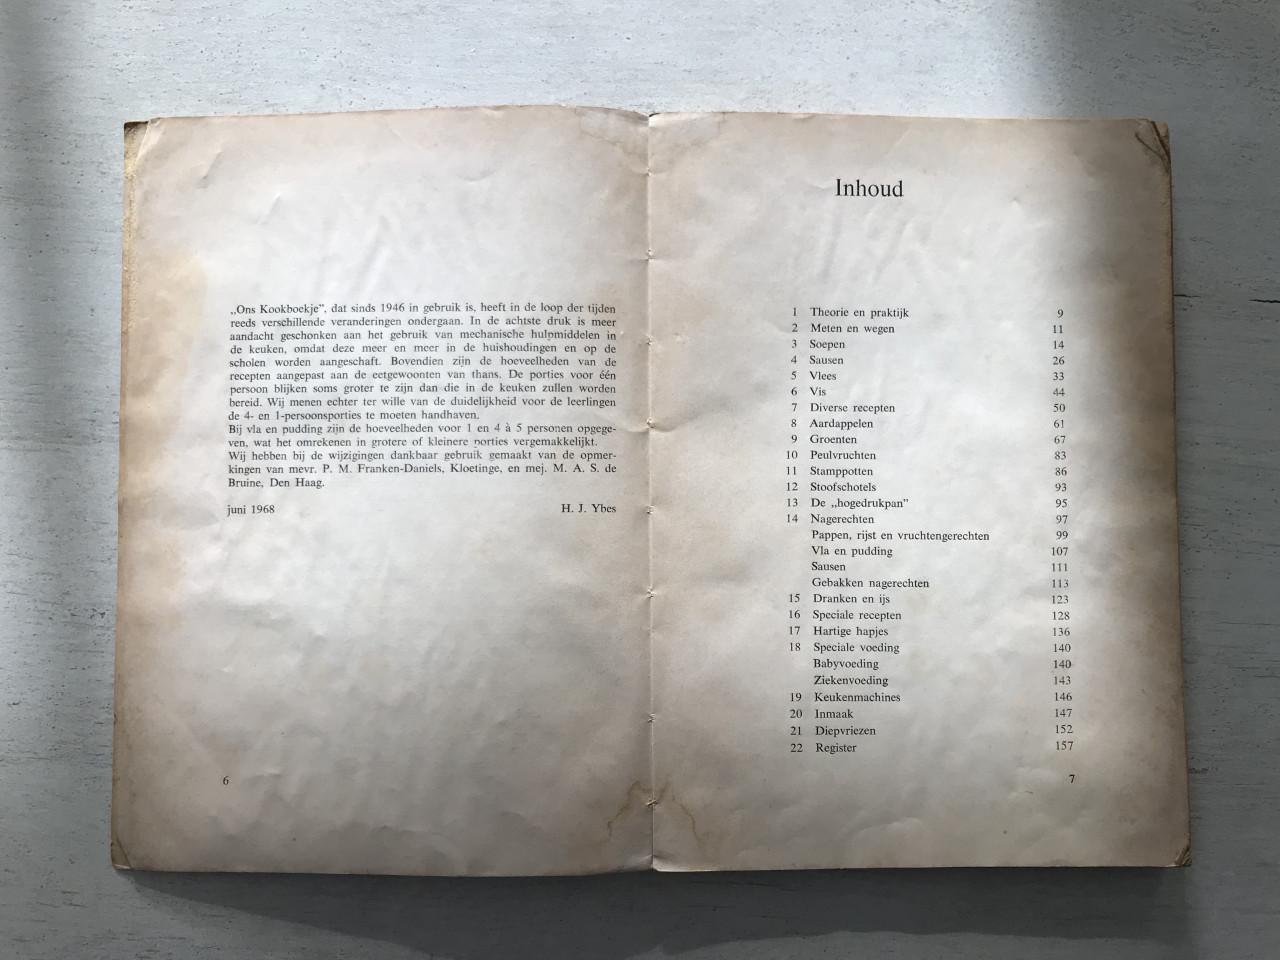 „Ons Kookboekje", dat sinds 1946 in gebruik is, heeft in de loop der tijden
reeds verschillende veranderingen ondergaan. In de achtste druk is meer
aandacht geschonken aan het gebruik van mechanische hulpmiddelen in
de keuken, omdat deze meer en meer in de huishoudingen en op de
scholen worden aangeschaft. Bovendien zijn de hoeveelheden van de
recepten aangepast aan de eetgewoonten van thans. De porties voor één
persoon blijken soms groter te zijn dan die in de keuken zullen worden
bereid. Wij menen echter ter wille van de duidelijkheid voor de leerlingen
de 4- en 1-persoonsporties te moeten handhaven.
Bij vla en pudding zijn de hoeveelheden voor 1 en 4 à 5 personen opgege-
ven, wat het omrekenen in grotere of kleinere porties vergemakkelijkt.
Wij hebben bij de wijzigingen dankbaar gebruik gemaakt van de opmer-
kingen van mevr. P. M. Franken-Daniels, Kloetinge, en mej. M. A. S. de
Bruine, Den Haag.
juni 1968 H. J. Ybes
6
Inhoud
1 Theorie en praktijk 9
2 Meten en wegen 11
3 Soepen 14
4 Sausen 26
5 Vlees 33
6 Vis 44
7 Diverse recepten 50
8 Aardappelen 61
9 Groenten 67
10 Peulvruchten 83
11 Stamppotten 86
12 Stoofschotels 93
13 De „hogedrukpan" 95
14 Nagerechten 97
Pappen, rijst en vruchtengerechten 99
Vla en pudding 107
Sausen 111
Gebakken nagerechten 113
15 Dranken en ijs 123
16 Speciale recepten 128
17 Hartige hapjes 136
18 Speciale voeding 140
Babyvoeding 140
Ziekenvoeding 143
19 Keukenmachines 146
20 Inmaak 147
21 Diepvriezen 152
22 Register 157
7